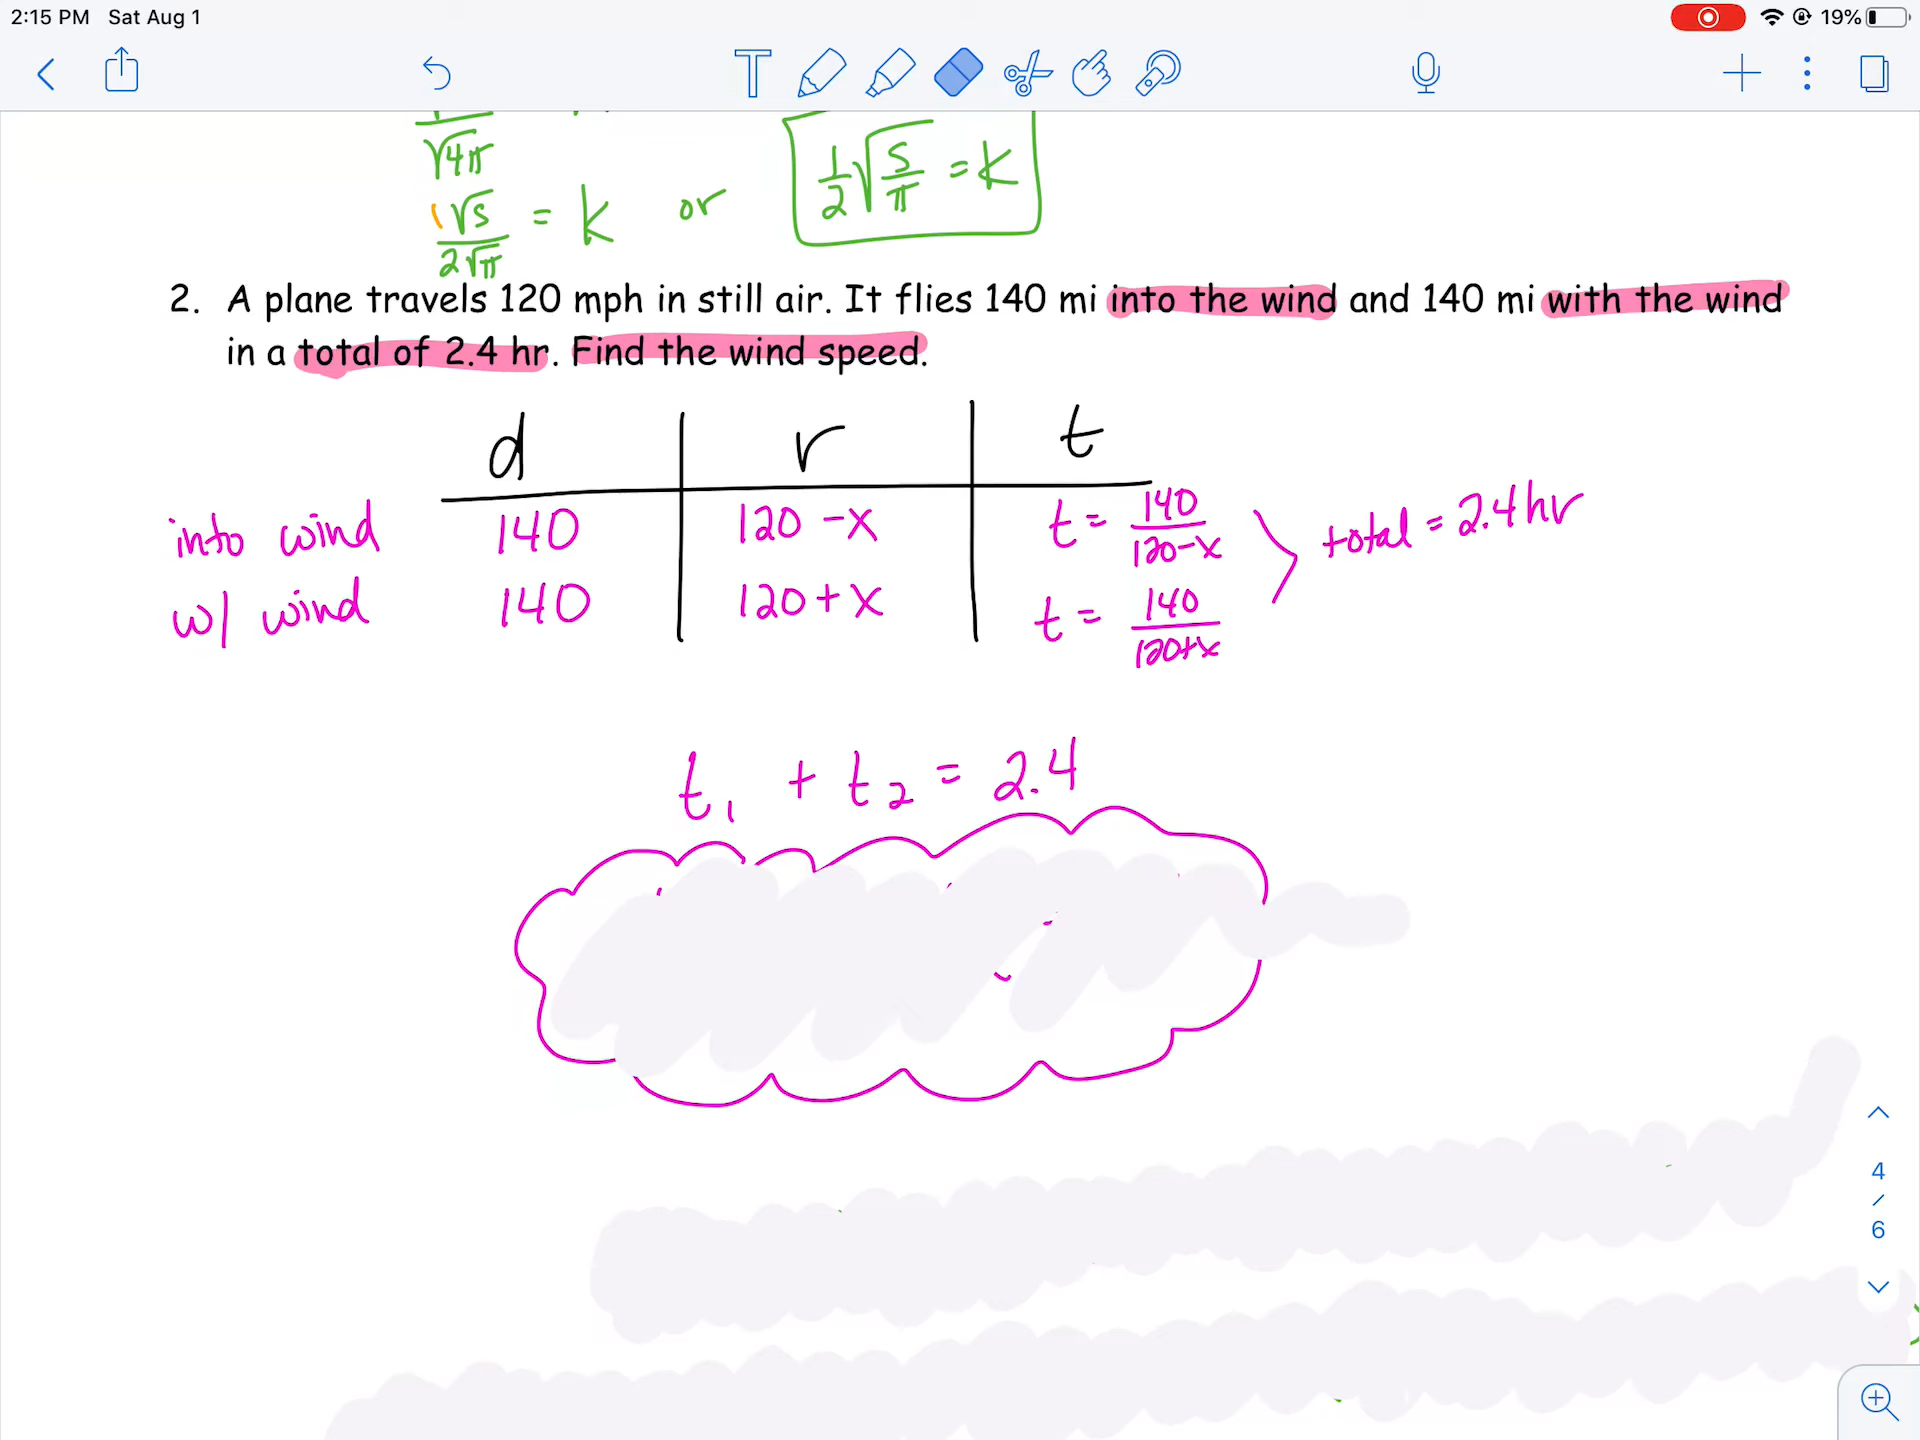 2:15 PM Sat Aug 1
19%
T
√4π
1√S / 2√π = k or 1/2 √(S/π) = k
2. A plane travels 120 mph in still air. It flies 140 mi into the wind and 140 mi with the wind
in a total of 2.4 hr. Find the wind speed.
d r t
into wind 140 120 - x t = 140/(120-x)
total = 2.4 hr
w/ wind 140 120 + x t = 140/(120+x)
t₁ + t₂ = 2.4
4
/
6